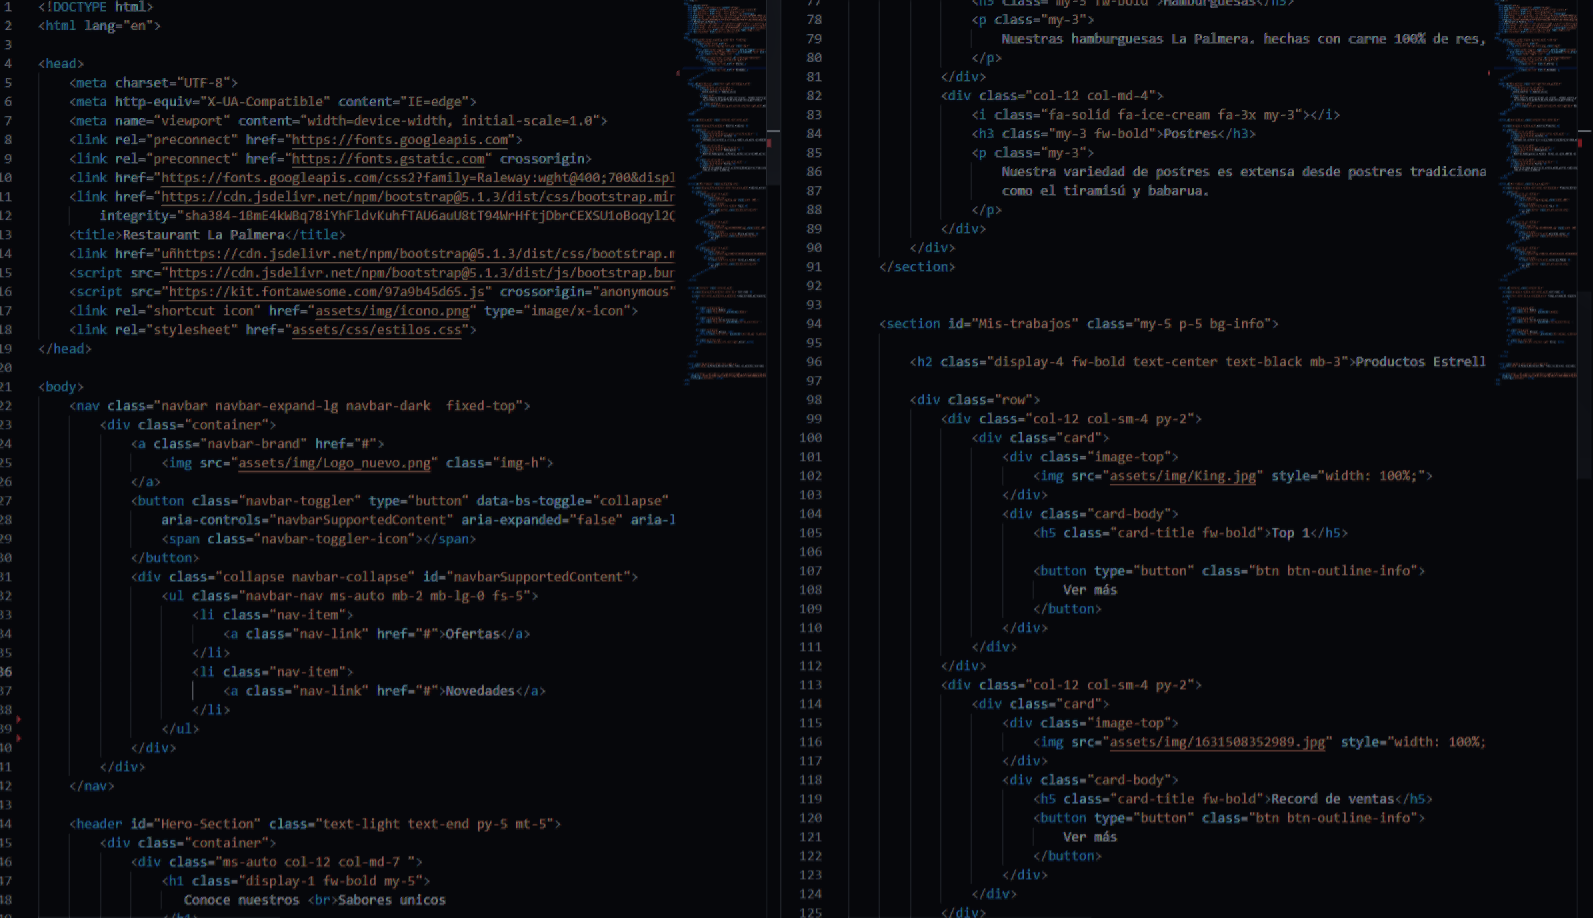 1 <!DOCTYPE html>
2 <html lang="en">
3
4 <head>
5 <meta charset="UTF-8">
6 <meta http-equiv="X-UA-Compatible" content="IE=edge">
7 <meta name="viewport" content="width=device-width, initial-scale=1.0">
8 <link rel="preconnect" href="https://fonts.googleapis.com">
9 <link rel="preconnect" href="https://fonts.gstatic.com" crossorigin>
10 <link href="https://fonts.googleapis.com/css2?family=Raleway:wght@400;700&displ
11 <link href="https://cdn.jsdelivr.net/npm/bootstrap@5.1.3/dist/css/bootstrap.min
12 
13 <title>Restaurant La Palmera</title>
14 <link href="uñhttps://cdn.jsdelivr.net/npm/bootstrap@5.1.3/dist/css/bootstrap.m
15 <script src="https://cdn.jsdelivr.net/npm/bootstrap@5.1.3/dist/js/bootstrap.bun
16 <script src="https://kit.fontawesome.com/97a9b45d65.js" crossorigin="anonymous"
17 <link rel="shortcut icon" href="assets/img/icono.png" type="image/x-icon">
18 <link rel="stylesheet" href="assets/css/estilos.css">
19 </head>
20
21 <body>
22 <nav class="navbar navbar-expand-lg navbar-dark  fixed-top">
23 <div class="container">
24 <a class="navbar-brand" href="#">
25 <img src="assets/img/Logo_nuevo.png" class="img-h">
26 </a>
27 <button class="navbar-toggler" type="button" data-bs-toggle="collapse"
28 aria-controls="navbarSupportedContent" aria-expanded="false" aria-l
29 <span class="navbar-toggler-icon"></span>
30 </button>
31 <div class="collapse navbar-collapse" id="navbarSupportedContent">
32 <ul class="navbar-nav ms-auto mb-2 mb-lg-0 fs-5">
33 <li class="nav-item">
34 <a class="nav-link" href="#">Ofertas</a>
35 </li>
36 <li class="nav-item">
37 <a class="nav-link" href="#">Novedades</a>
38 </li>
39 </ul>
40 </div>
41 </div>
42 </nav>
43
44 <header id="Hero-Section" class="text-light text-end py-5 mt-5">
45 <div class="container">
46 <div class="ms-auto col-12 col-md-7 ">
47 <h1 class="display-1 fw-bold my-5">
48 Conoce nuestros <br>Sabores unicos
77 <h3 class="my-3 fw-bold">Hamburguesas</h3>
78 <p class="my-3">
79 Nuestras hamburguesas La Palmera. hechas con carne 100% de res,
80 </p>
81 </div>
82 <div class="col-12 col-md-4">
83 <i class="fa-solid fa-ice-cream fa-3x my-3"></i>
84 <h3 class="my-3 fw-bold">Postres</h3>
85 <p class="my-3">
86 Nuestra variedad de postres es extensa desde postres tradiciona
87 como el tiramisú y babarua.
88 </p>
89 </div>
90 </div>
91 </section>
92
93
94 <section id="Mis-trabajos" class="my-5 p-5 bg-info">
95
96 <h2 class="display-4 fw-bold text-center text-black mb-3">Productos Estrell
97
98 <div class="row">
99 <div class="col-12 col-sm-4 py-2">
100 <div class="card">
101 <div class="image-top">
102 <img src="assets/img/King.jpg" style="width: 100%;">
103 </div>
104 <div class="card-body">
105 <h5 class="card-title fw-bold">Top 1</h5>
106
107 <button type="button" class="btn btn-outline-info">
108 Ver más
109 </button>
110 </div>
111 </div>
112 </div>
113 <div class="col-12 col-sm-4 py-2">
114 <div class="card">
115 <div class="image-top">
116 <img src="assets/img/1631508352989.jpg" style="width: 100%;
117 </div>
118 <div class="card-body">
119 <h5 class="card-title fw-bold">Record de ventas</h5>
120 <button type="button" class="btn btn-outline-info">
121 Ver más
122 </button>
123 </div>
124 </div>
125 </div>